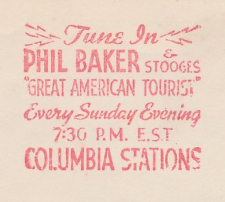 Tune In
PHIL BAKER & STOOGES
"GREAT AMERICAN TOURIST"
Every Sunday Evening
7:30 P.M. E.S.T
COLUMBIA STATIONS